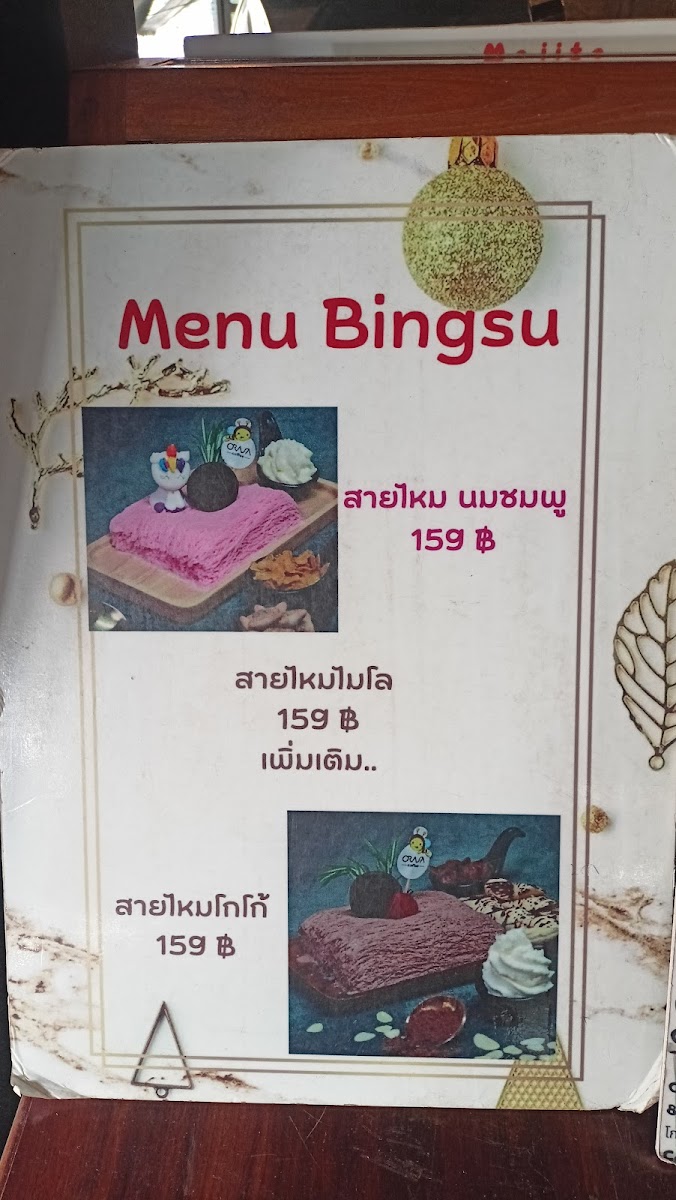 Mojito
Menu Bingsu
สายไหม นมชมพู
159 ฿
สายไหมไมโล
159 ฿
เพิ่มเติม..
สายไหมโกโก้
159 ฿